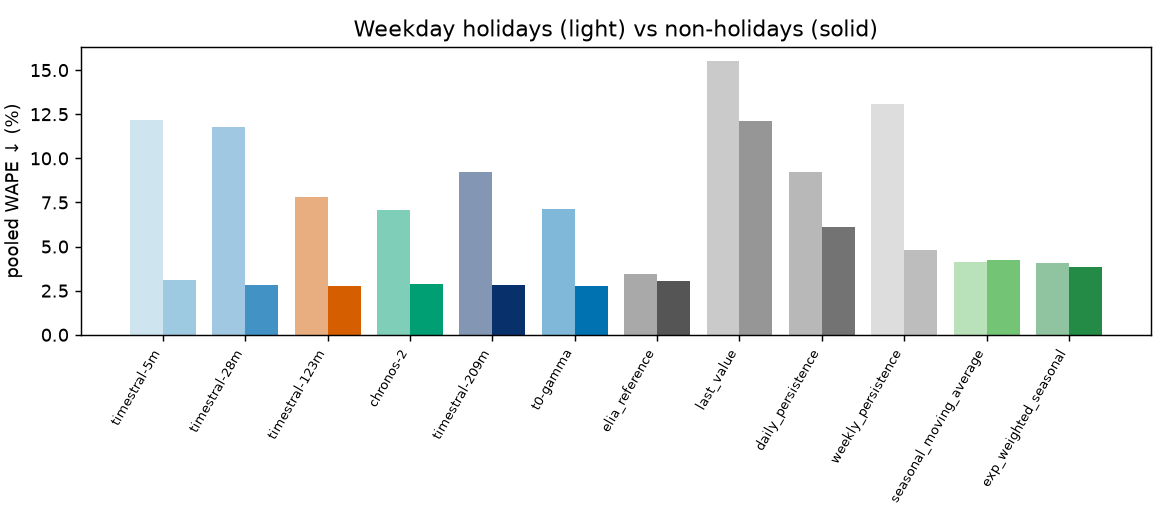 Weekday holidays (light) vs non-holidays (solid)
pooled WAPE ↓ (%)
15.0
12.5
10.0
7.5
5.0
2.5
0.0
timestral-5m
timestral-28m
timestral-123m
chronos-2
timestral-209m
t0-gamma
elia_reference
last_value
daily_persistence
weekly_persistence
seasonal_moving_average
exp_weighted_seasonal